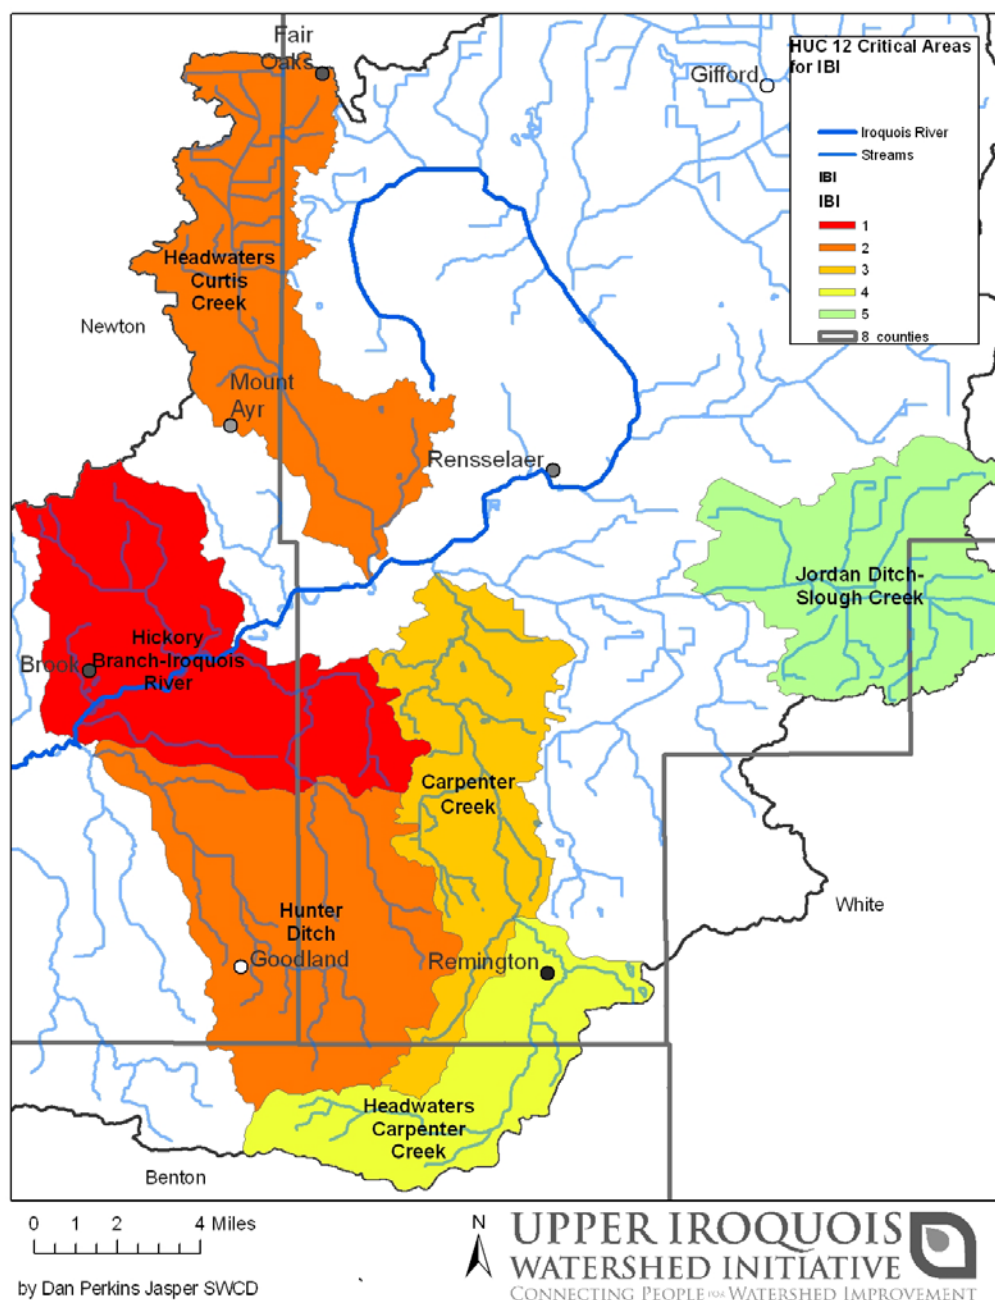 Fair
Oaks
Gifford
HUC 12 Critical Areas
for IBI
Iroquois River
Streams
IBI
IBI
1
2
3
4
5
8 counties
Headwaters
Curtis
Creek
Newton
Mount
Ayr
Rensselaer
Jordan Ditch-
Slough Creek
Hickory
Branch-Iroquois
River
Brook
Carpenter
Creek
White
Hunter
Ditch
Goodland
Remington
Headwaters
Carpenter
Creek
Benton
0 1 2 4 Miles
N
by Dan Perkins Jasper SWCD
UPPER IROQUOIS
WATERSHED INITIATIVE
CONNECTING PEOPLE FOR WATERSHED IMPROVEMENT